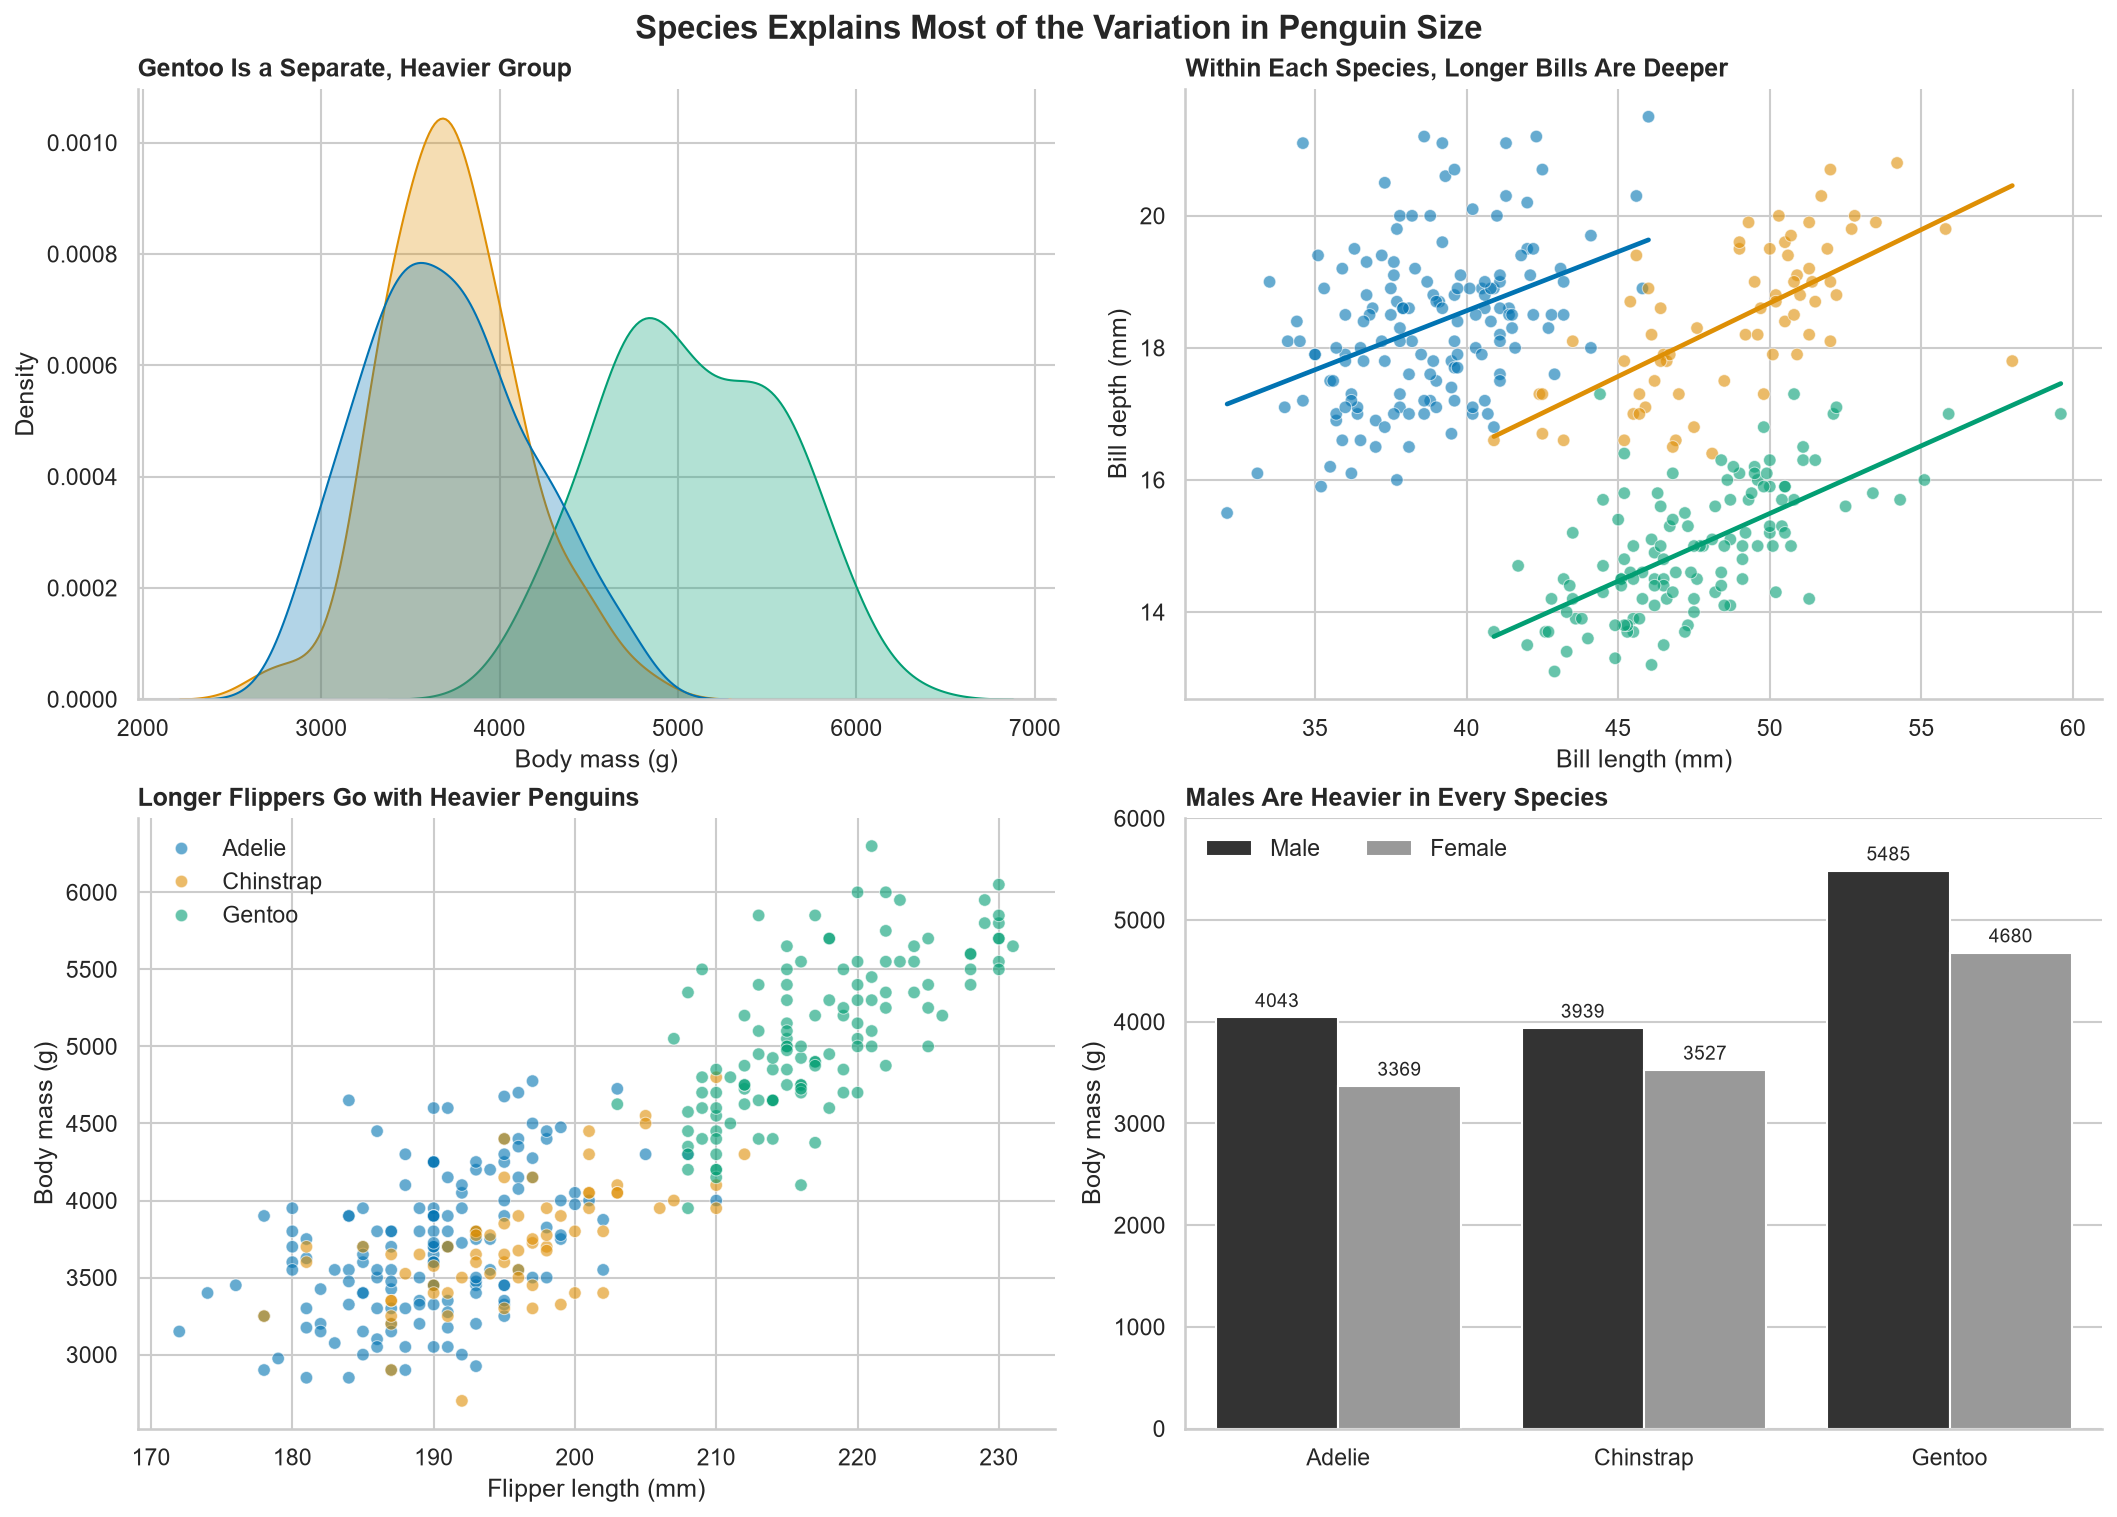 Species Explains Most of the Variation in Penguin Size
Gentoo Is a Separate, Heavier Group
0.0010
0.0008
0.0006
0.0004
0.0002
0.0000
Density
2000 3000 4000 5000 6000 7000
Body mass (g)
Within Each Species, Longer Bills Are Deeper
20
18
16
14
Bill depth (mm)
35 40 45 50 55 60
Bill length (mm)
Longer Flippers Go with Heavier Penguins
Adelie
Chinstrap
Gentoo
6000
5500
5000
4500
4000
3500
3000
Body mass (g)
170 180 190 200 210 220 230
Flipper length (mm)
Males Are Heavier in Every Species
Male Female
6000
5000
4000
3000
2000
1000
0
Body mass (g)
4043
3369
3939
3527
5485
4680
Adelie Chinstrap Gentoo